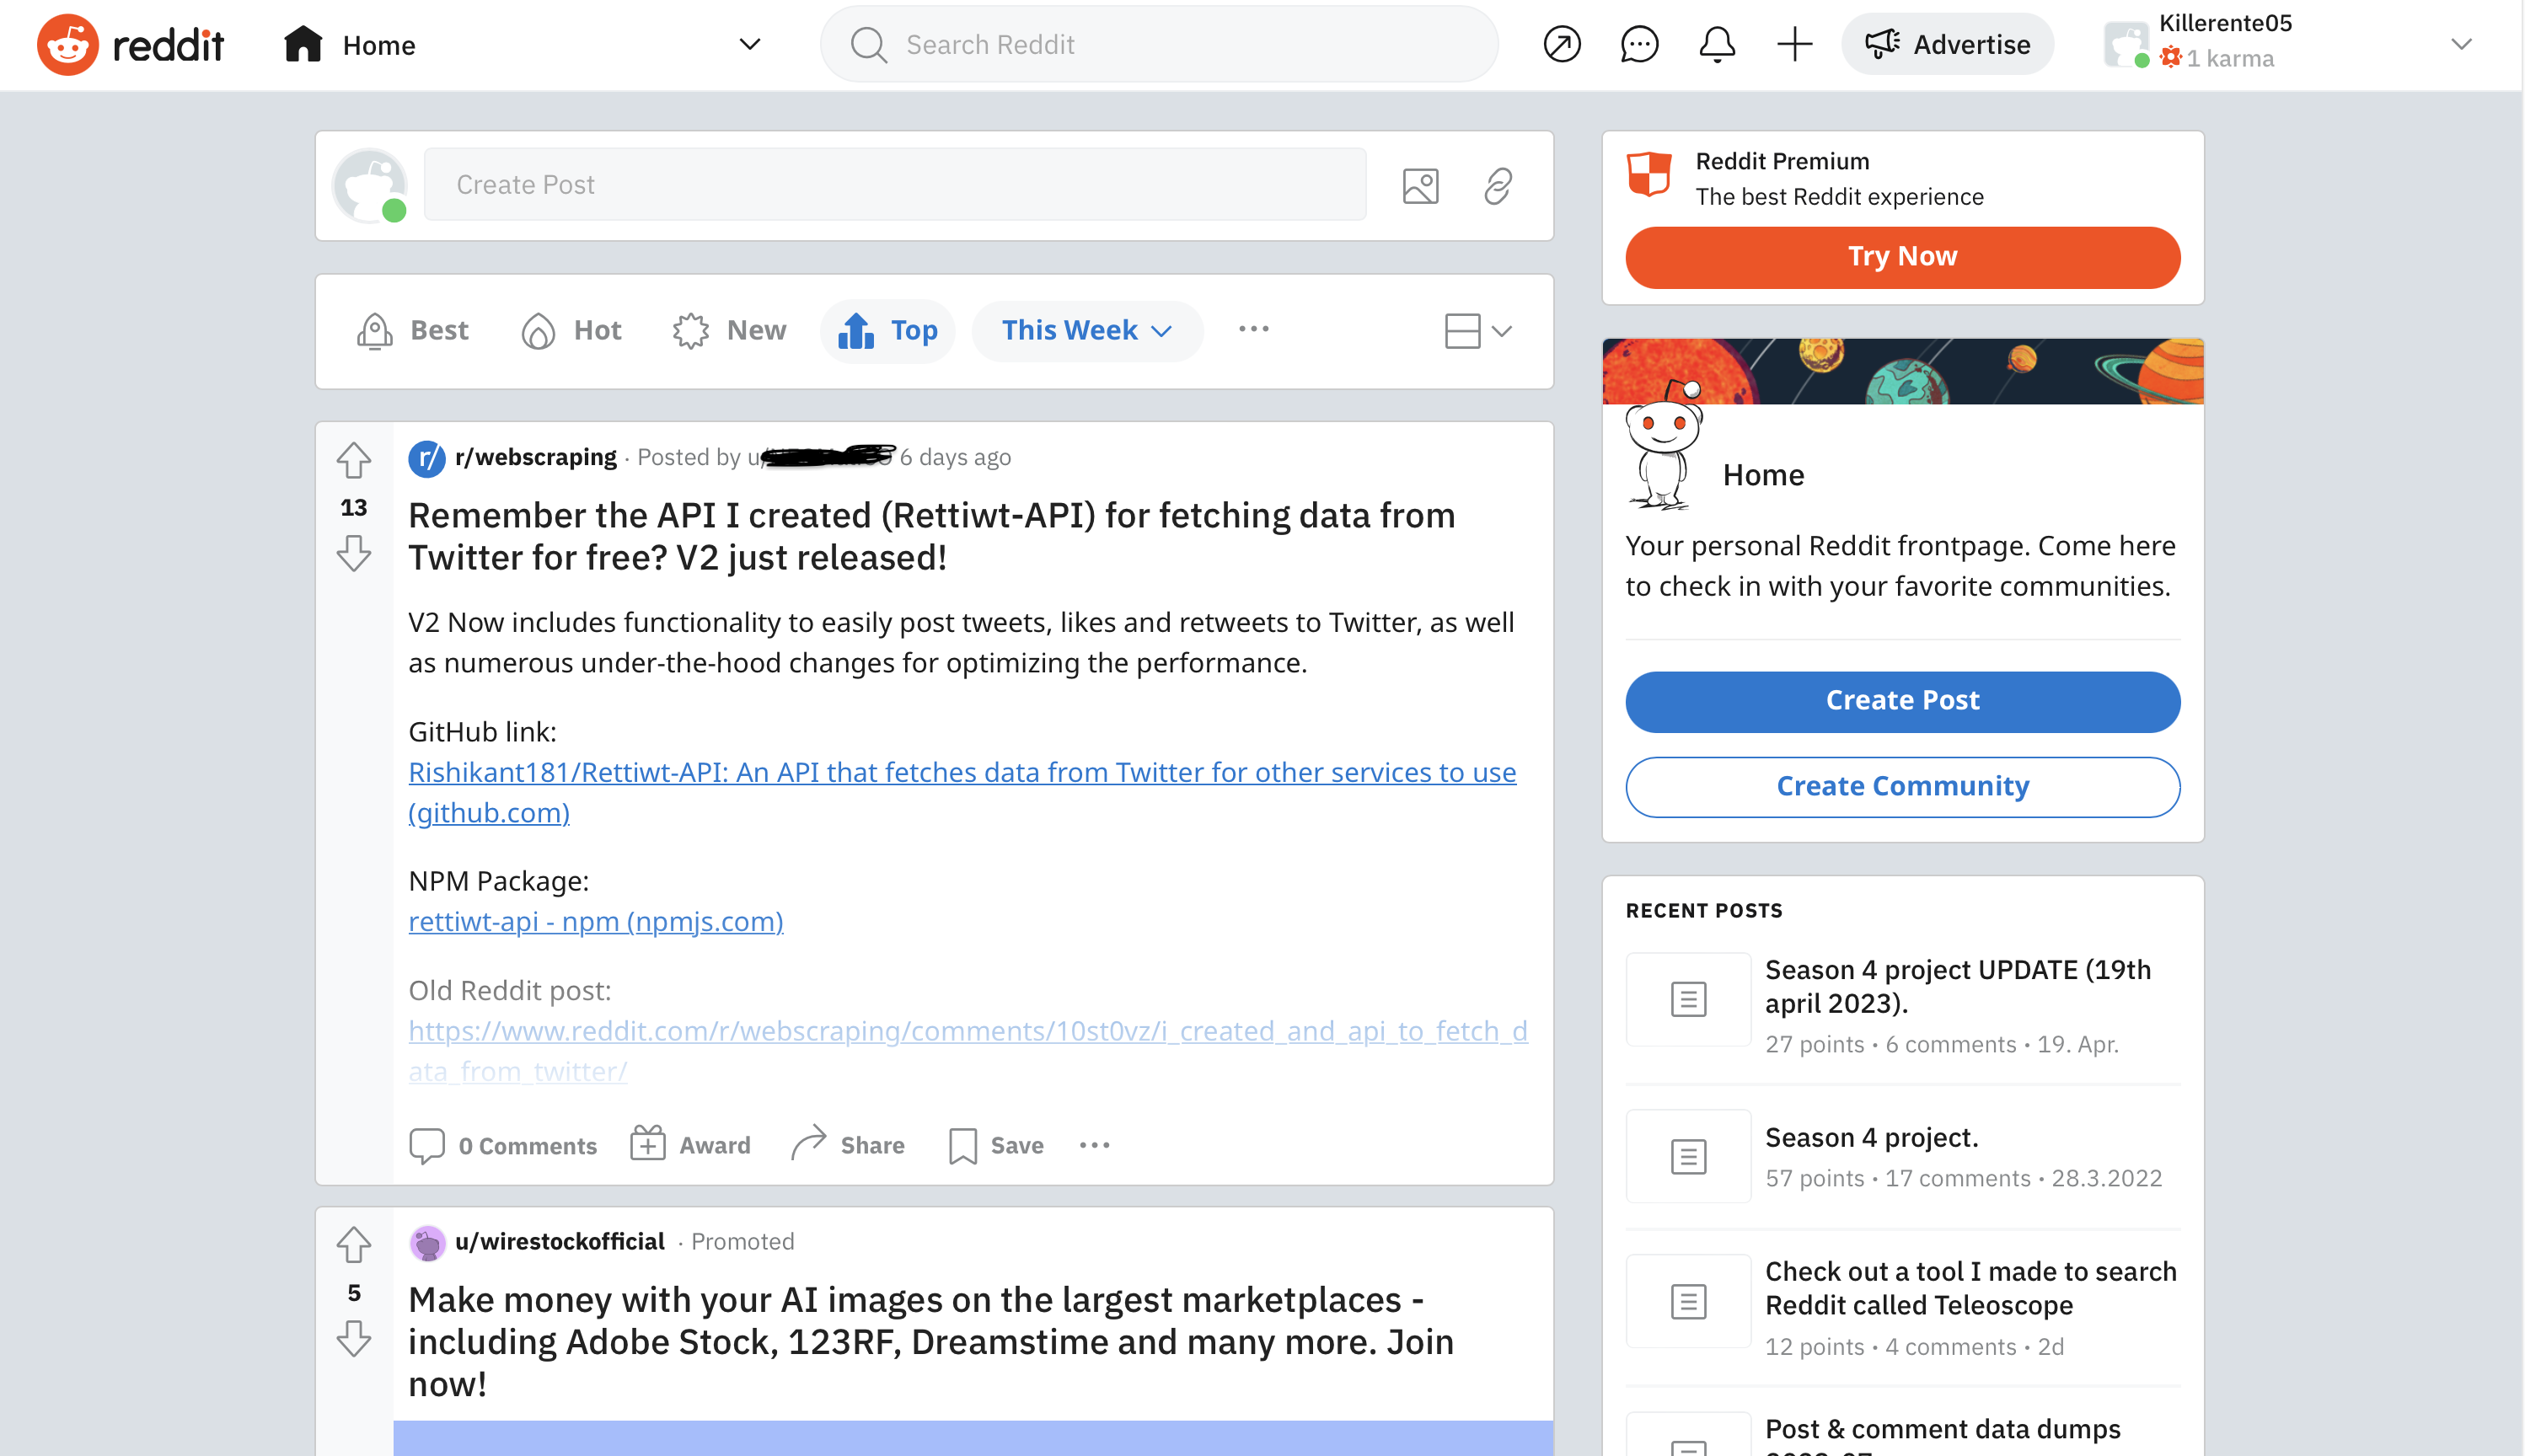 reddit
Home
Search Reddit
Advertise
Killerente05
1 karma
Create Post
Best
Hot
New
Top
This Week
r/webscraping · Posted by u/ 6 days ago
13
Remember the API I created (Rettiwt-API) for fetching data from
Twitter for free? V2 just released!
V2 Now includes functionality to easily post tweets, likes and retweets to Twitter, as well
as numerous under-the-hood changes for optimizing the performance.
GitHub link:
Rishikant181/Rettiwt-API: An API that fetches data from Twitter for other services to use
(github.com)
NPM Package:
rettiwt-api - npm (npmjs.com)
Old Reddit post:
https://www.reddit.com/r/webscraping/comments/10st0vz/i_created_and_api_to_fetch_d
ata_from_twitter/
0 Comments
Award
Share
Save
u/wirestockofficial · Promoted
5
Make money with your AI images on the largest marketplaces -
including Adobe Stock, 123RF, Dreamstime and many more. Join
now!
Reddit Premium
The best Reddit experience
Try Now
Home
Your personal Reddit frontpage. Come here
to check in with your favorite communities.
Create Post
Create Community
RECENT POSTS
Season 4 project UPDATE (19th
april 2023).
27 points • 6 comments • 19. Apr.
Season 4 project.
57 points • 17 comments • 28.3.2022
Check out a tool I made to search
Reddit called Teleoscope
12 points • 4 comments • 2d
Post & comment data dumps